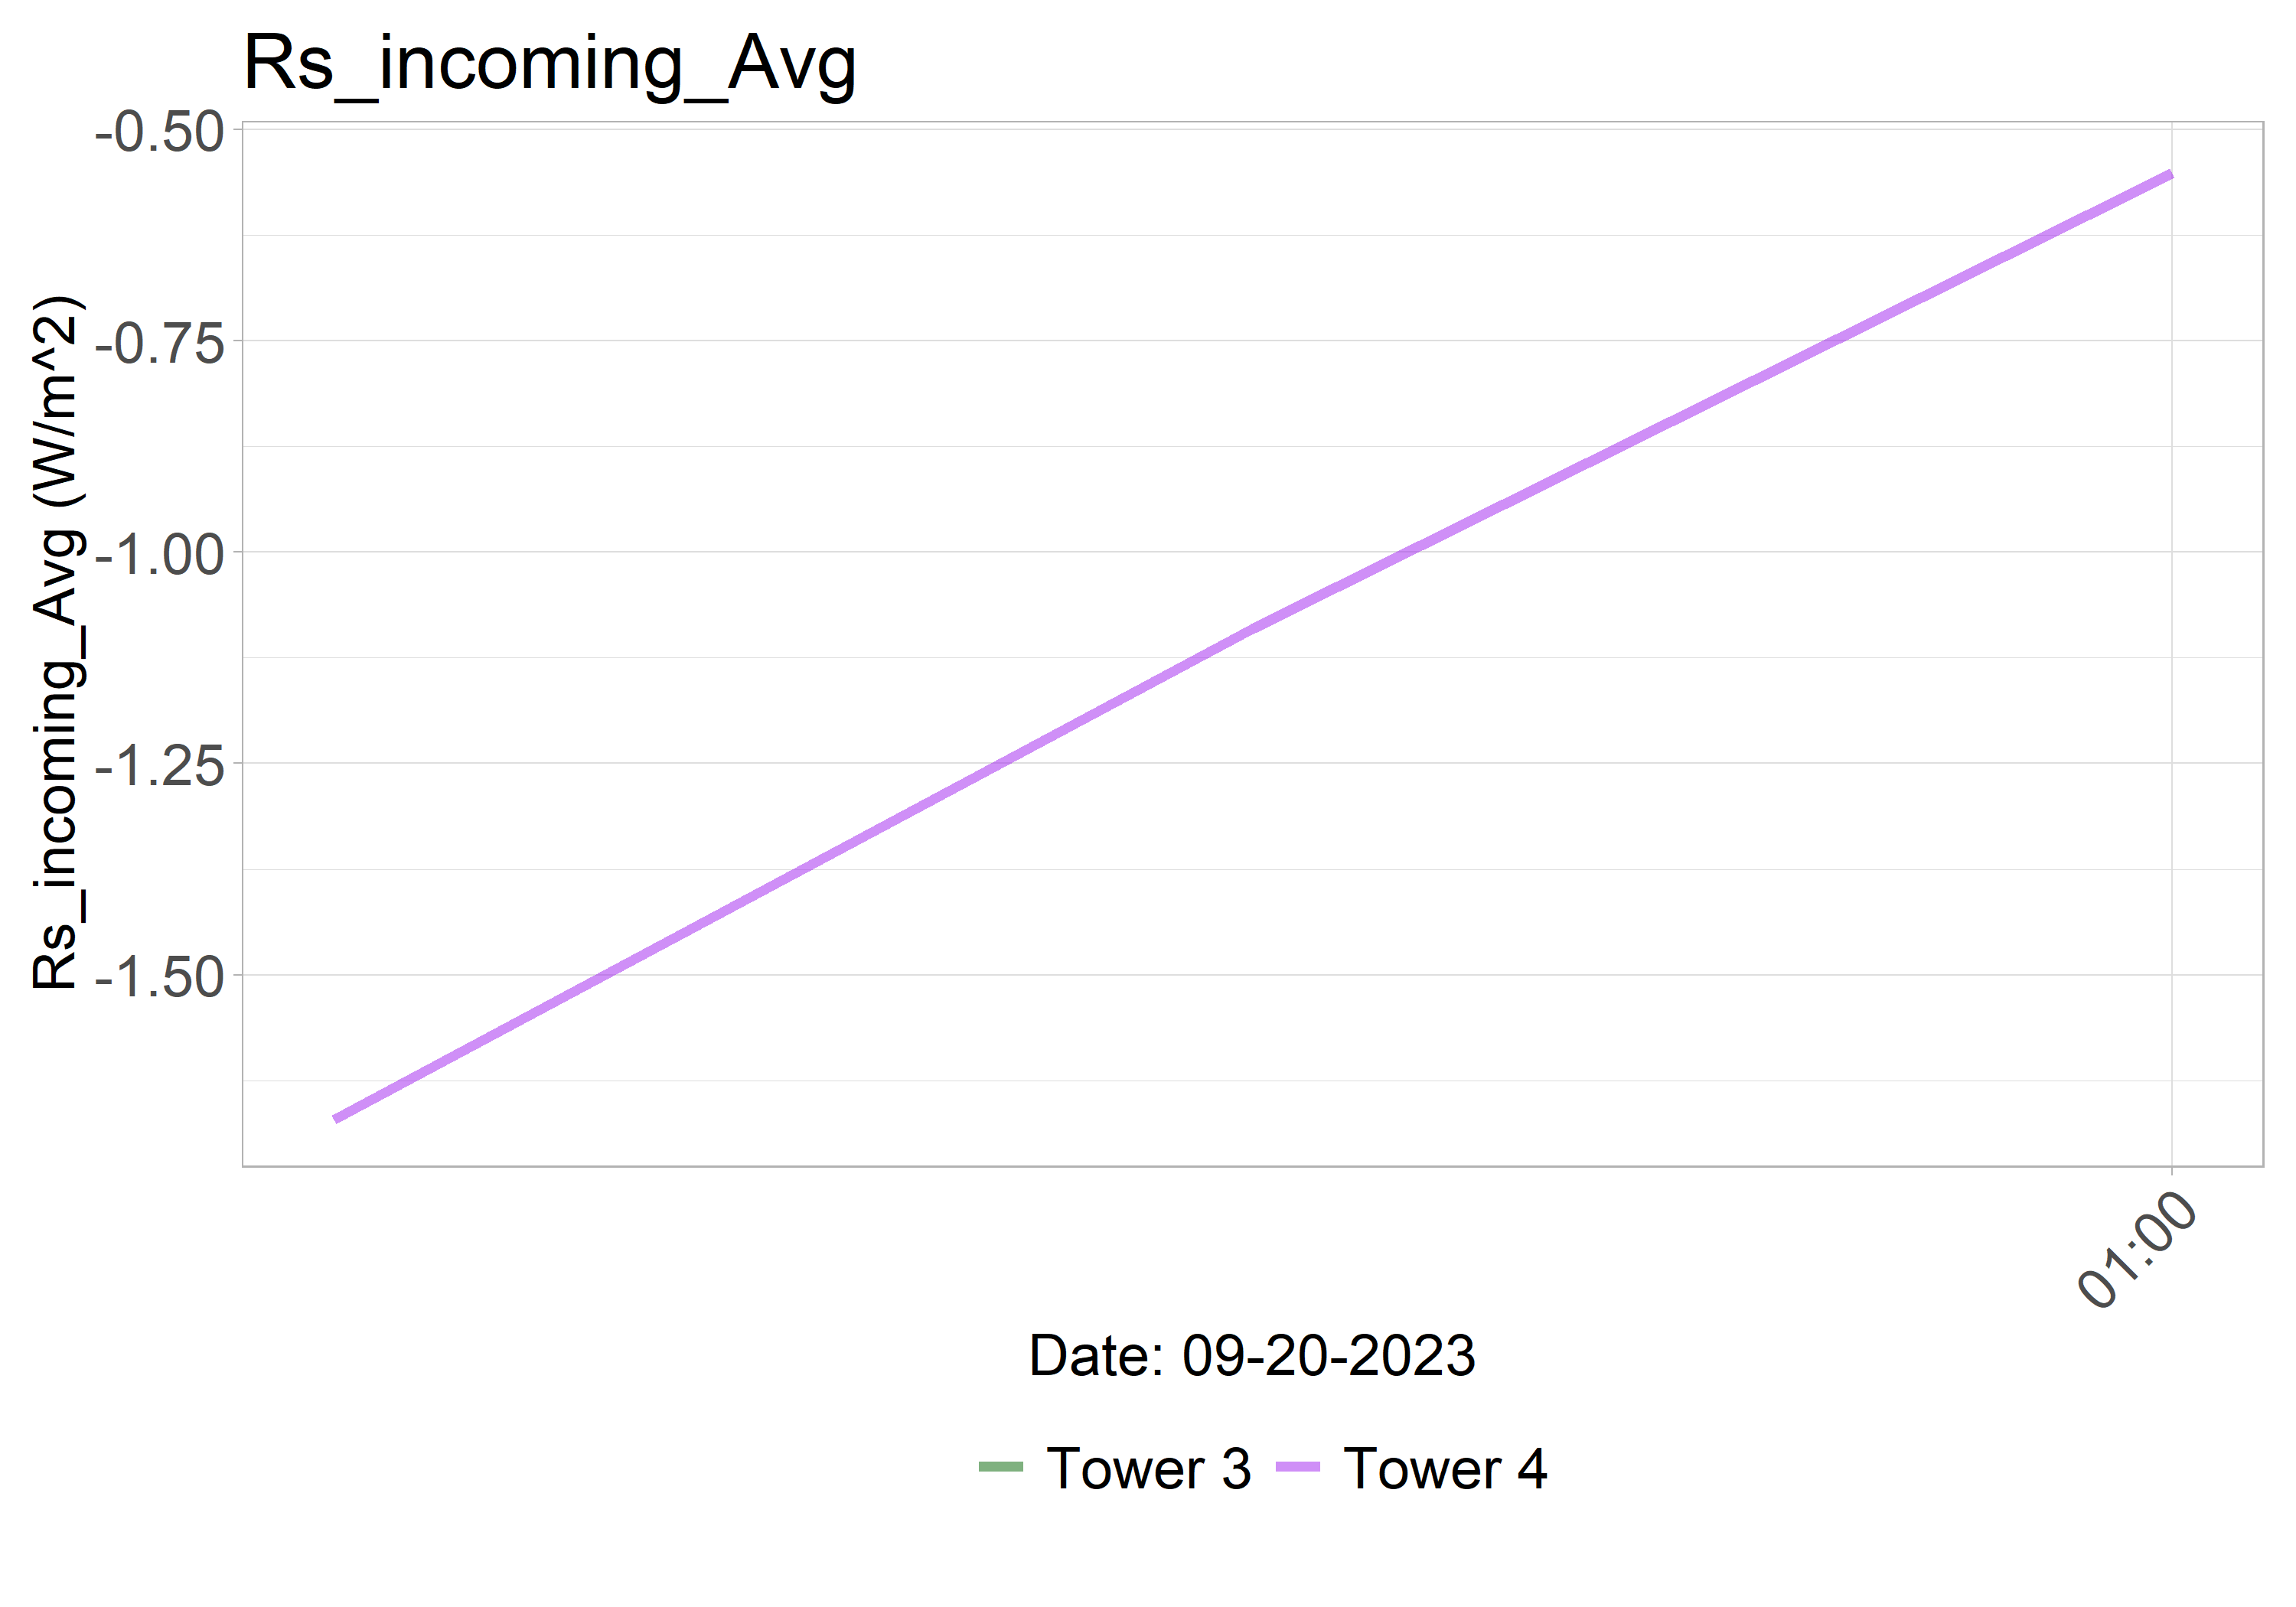 Rs_incoming_Avg
Rs_incoming_Avg (W/m^2)
-0.50
-0.75
-1.00
-1.25
-1.50
01:00
Date: 09-20-2023
Tower 3 Tower 4